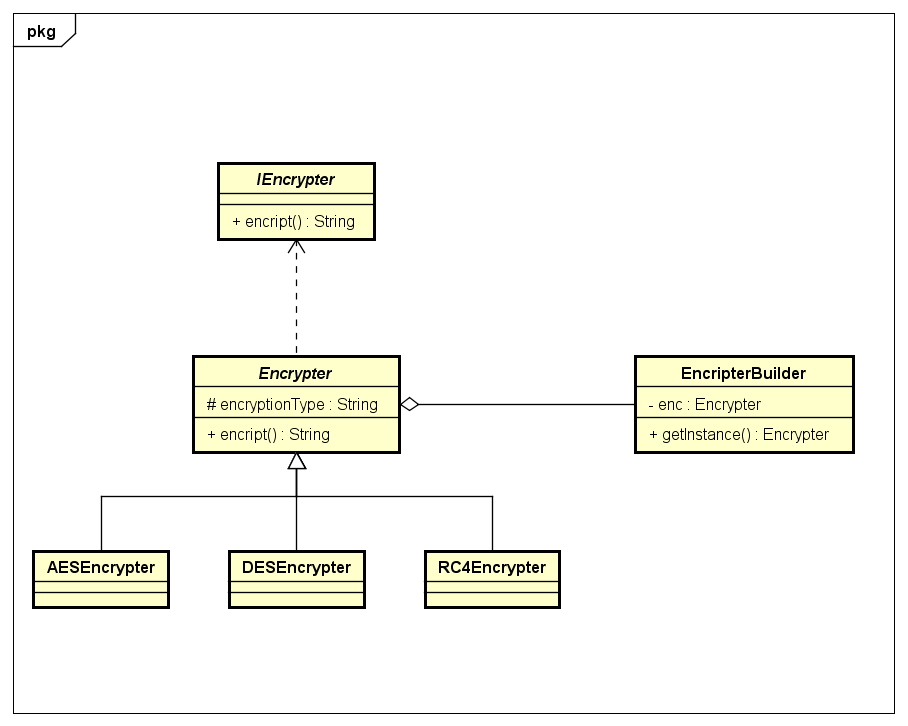 pkg
IEncrypter
+ encript() : String
Encrypter
# encryptionType : String
+ encript() : String
EncripterBuilder
- enc : Encrypter
+ getInstance() : Encrypter
AESEncrypter
DESEncrypter
RC4Encrypter